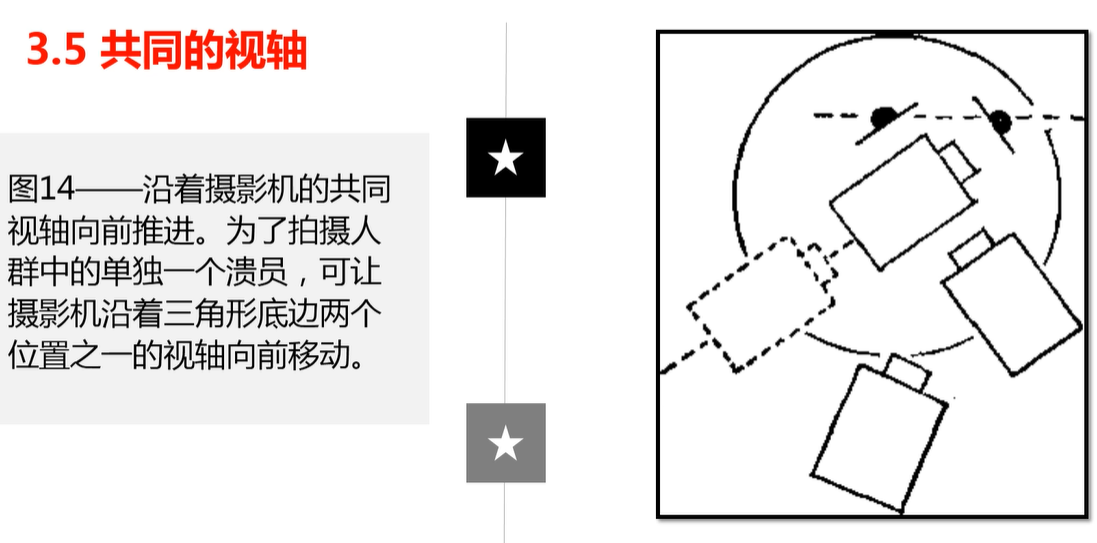 3.5 共同的视轴
图14——沿着摄影机的共同
视轴向前推进。为了拍摄人
群中的单独一个溃员，可让
摄影机沿着三角形底边两个
位置之一的视轴向前移动。